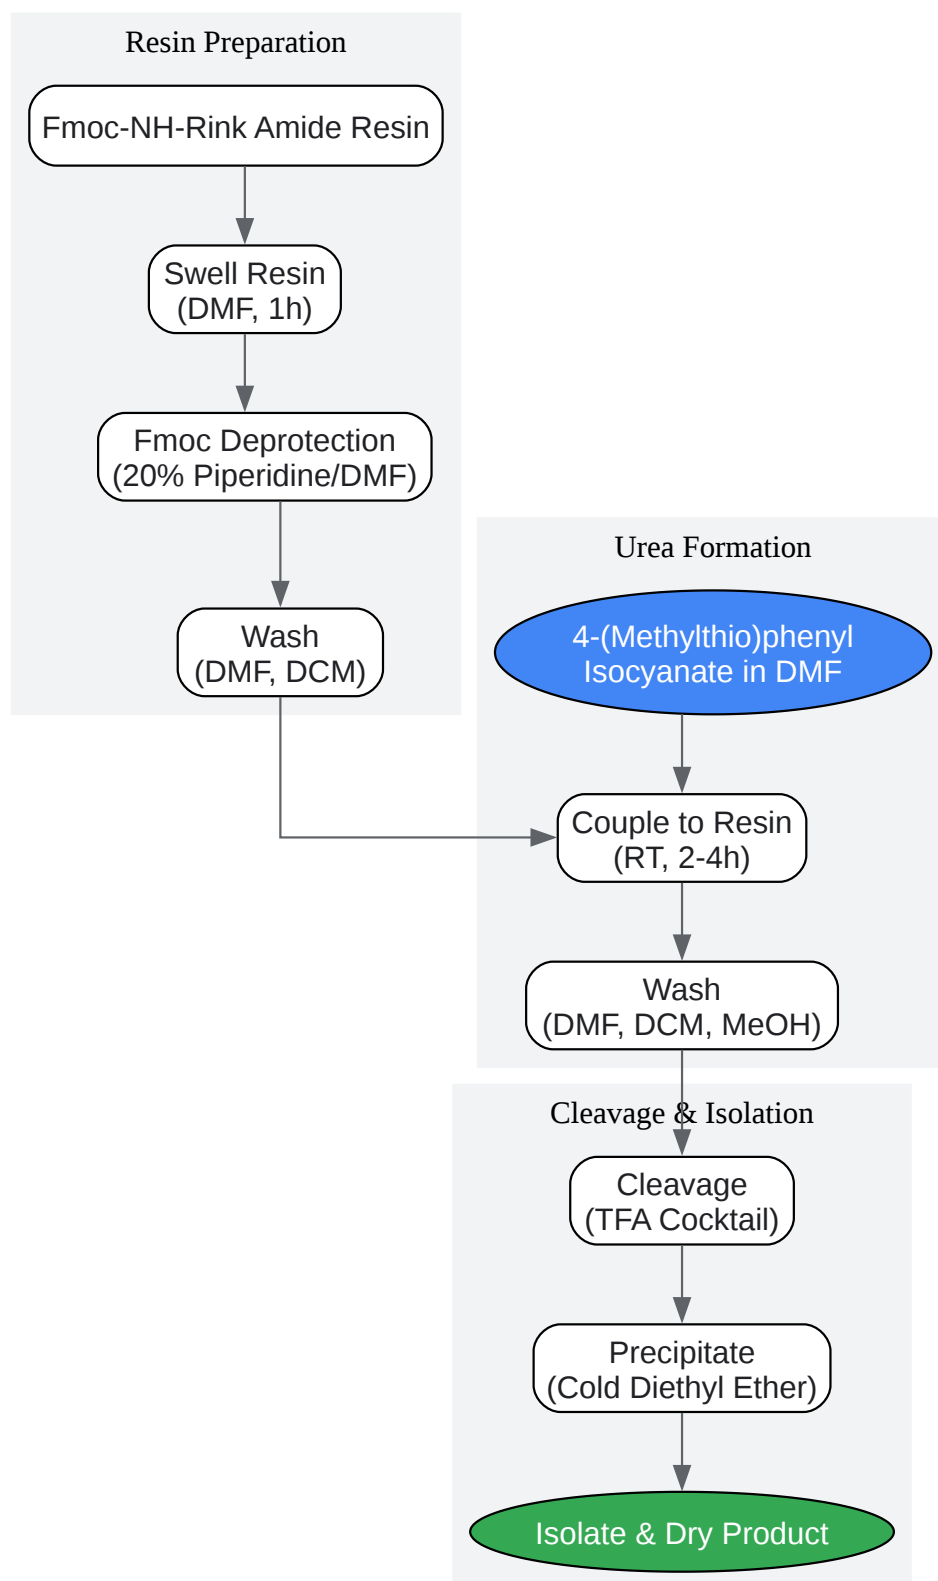 Resin Preparation
Fmoc-NH-Rink Amide Resin
Swell Resin
(DMF, 1h)
Fmoc Deprotection
(20% Piperidine/DMF)
Wash
(DMF, DCM)
Urea Formation
4-(Methylthio)phenyl
Isocyanate in DMF
Couple to Resin
(RT, 2-4h)
Wash
(DMF, DCM, MeOH)
Cleavage & Isolation
Cleavage
(TFA Cocktail)
Precipitate
(Cold Diethyl Ether)
Isolate & Dry Product